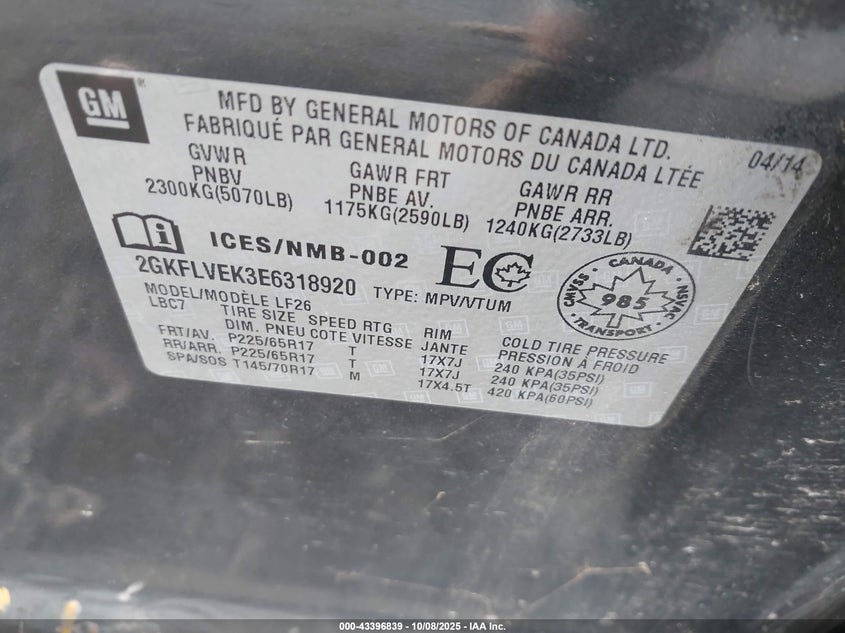 GM
MFD BY GENERAL MOTORS OF CANADA LTD.
FABRIQUÉ PAR GENERAL MOTORS DU CANADA LTÉE
04/14
GVWR GAWR FRT GAWR RR
PNBV PNBE AV. PNBE ARR.
2300KG(5070LB) 1175KG(2590LB) 1240KG(2733LB)
ICES/NMB-002
EC
CANADA
985
CMVSS NSVAC
TRANSPORT
2GKFLVEK3E6318920 TYPE: MPV/VTUM
MODEL/MODÈLE LF26
LBC7
TIRE SIZE SPEED RTG RIM COLD TIRE PRESSURE
DIM. PNEU COTE VITESSE JANTE PRESSION À FROID
FRT/AV. P225/65R17 T 17X7J 240 KPA(35PSI)
RR/ARR. P225/65R17 T 17X7J 240 KPA(35PSI)
SPA/SOS T145/70R17 M 17X4.5T 420 KPA(60PSI)
000-43396839 - 10/08/2025 - IAA Inc.